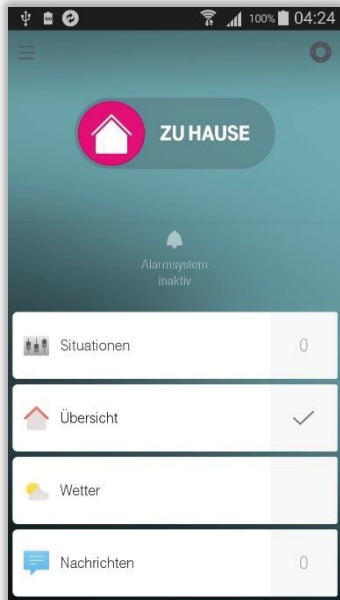 100% 04:24
ZU HAUSE
Alarmsystem
inaktiv
Situationen 0
Übersicht
Wetter
Nachrichten 0